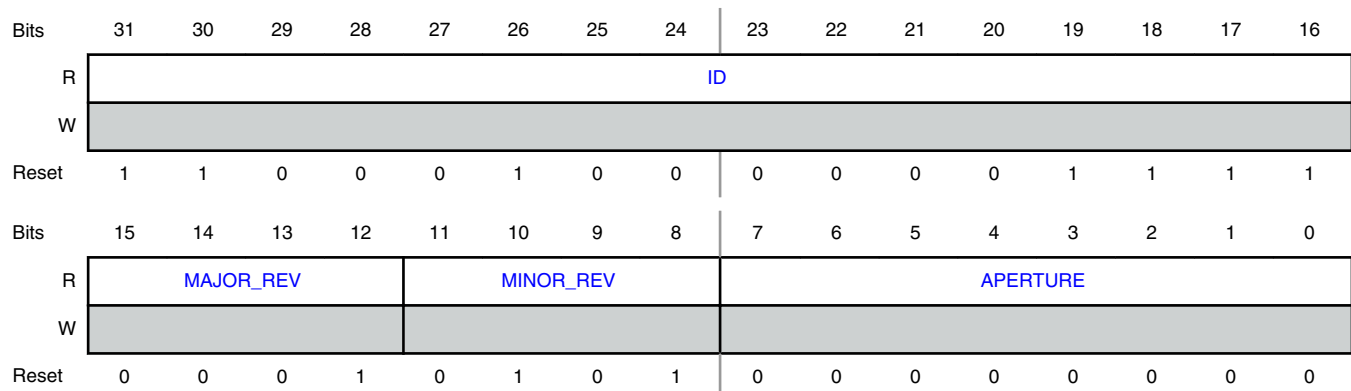 Bits 31 30 29 28 27 26 25 24 23 22 21 20 19 18 17 16
R ID
W
Reset 1 1 0 0 0 1 0 0 0 0 0 0 1 1 1 1
Bits 15 14 13 12 11 10 9 8 7 6 5 4 3 2 1 0
R MAJOR_REV MINOR_REV APERTURE
W
Reset 0 0 0 1 0 1 0 1 0 0 0 0 0 0 0 0